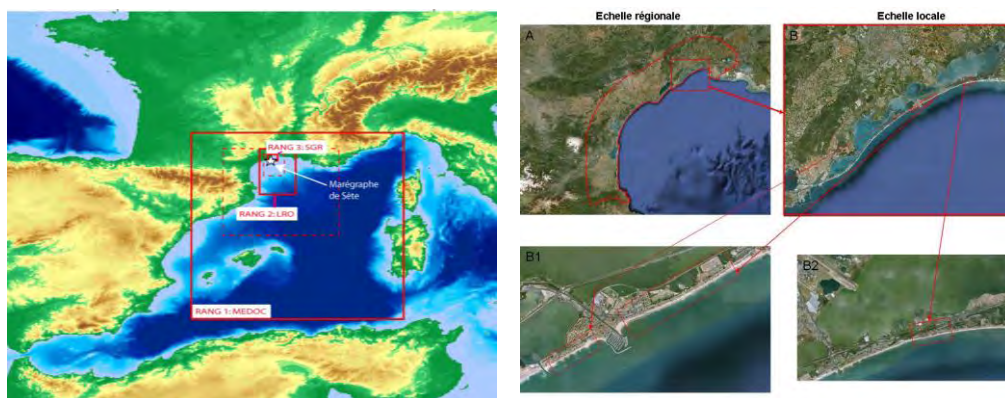 RANG 3: SGR
Marégraphe
de Sète
RANG 2: LRO
RANG 1: MEDOC
Echelle régionale
Echelle locale
A
B
B1
B2